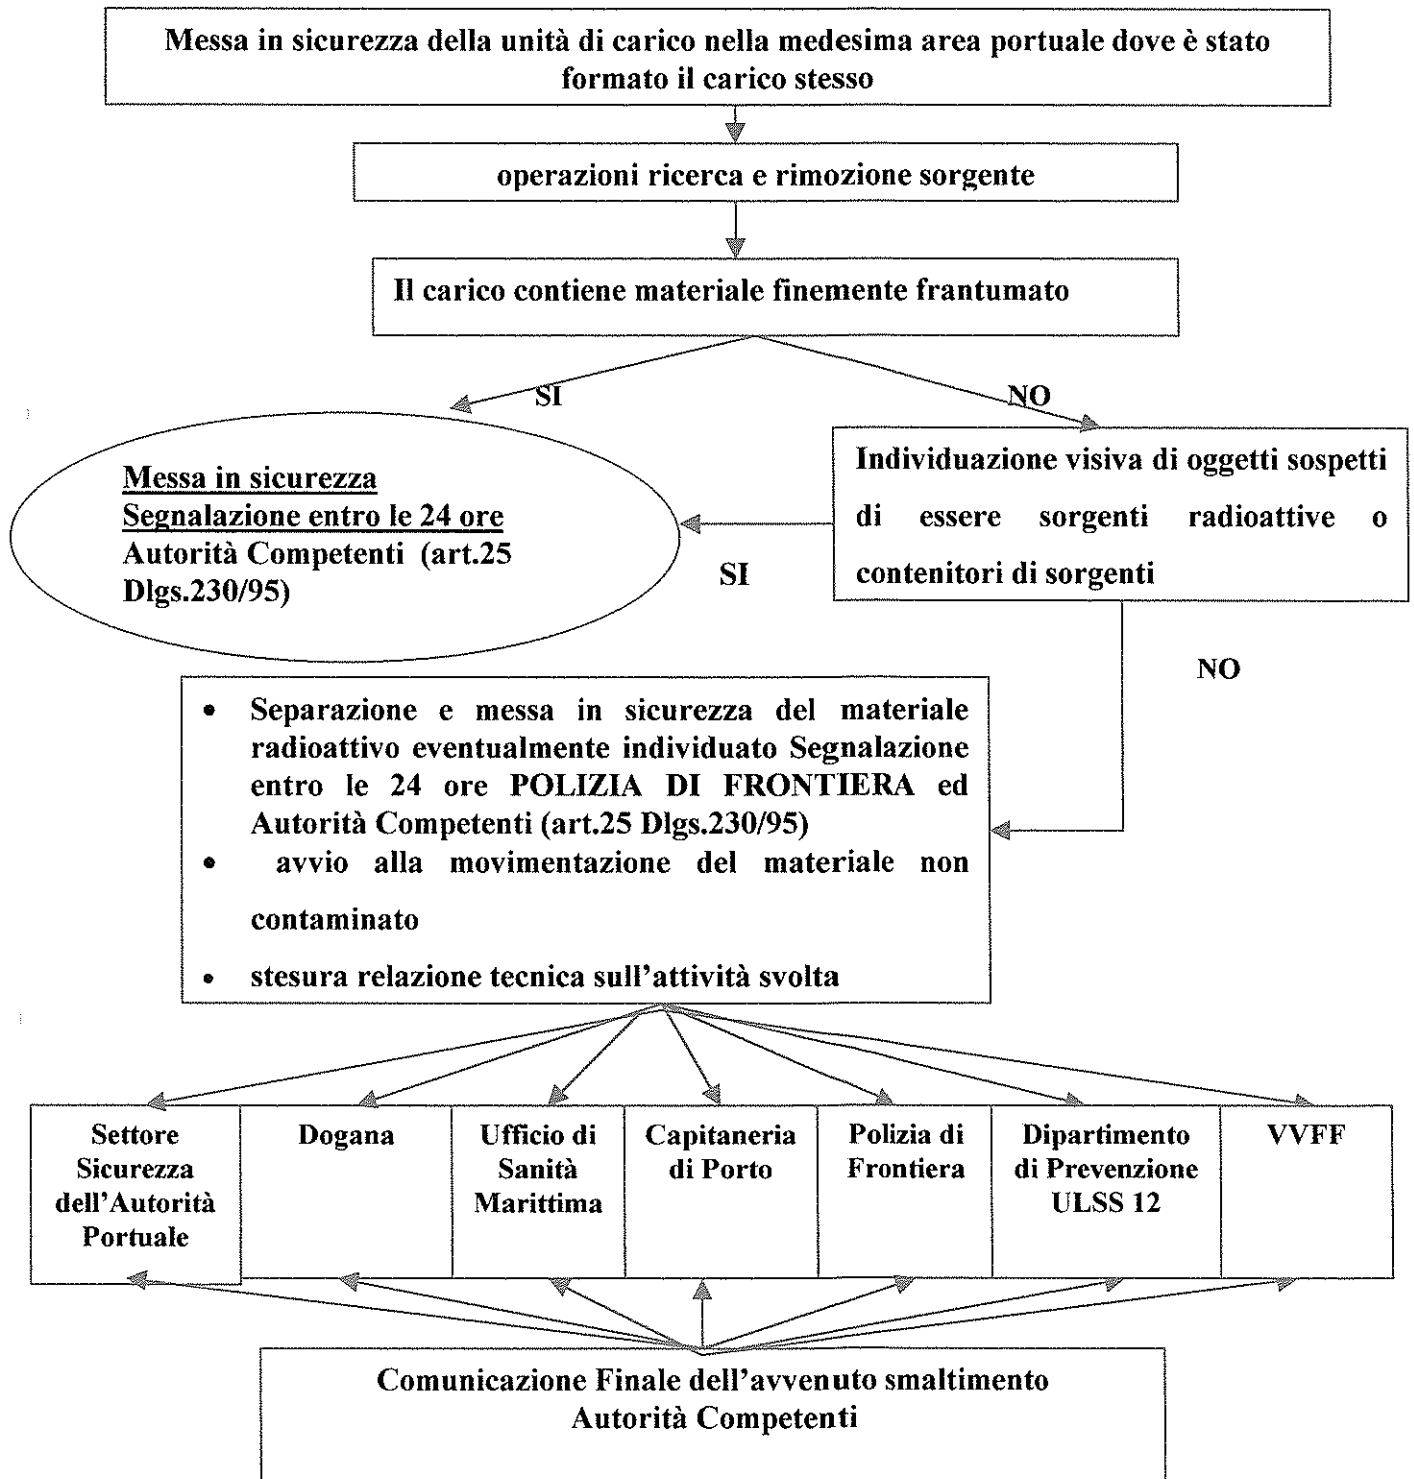 Messa in sicurezza della unità di carico nella medesima area portuale dove è stato
formato il carico stesso
operazioni ricerca e rimozione sorgente
Il carico contiene materiale finemente frantumato
SI
NO
Messa in sicurezza
Segnalazione entro le 24 ore
Autorità Competenti (art.25
Dlgs.230/95)
Individuazione visiva di oggetti sospetti
di essere sorgenti radioattive o
contenitori di sorgenti
SI
NO
• Separazione e messa in sicurezza del materiale
radioattivo eventualmente individuato Segnalazione
entro le 24 ore POLIZIA DI FRONTIERA ed
Autorità Competenti (art.25 Dlgs.230/95)
• avvio alla movimentazione del materiale non
contaminato
• stesura relazione tecnica sull'attività svolta
Settore
Sicurezza
dell'Autorità
Portuale
Dogana
Ufficio di
Sanità
Marittima
Capitaneria
di Porto
Polizia di
Frontiera
Dipartimento
di Prevenzione
ULSS 12
VVFF
Comunicazione Finale dell'avvenuto smaltimento
Autorità Competenti